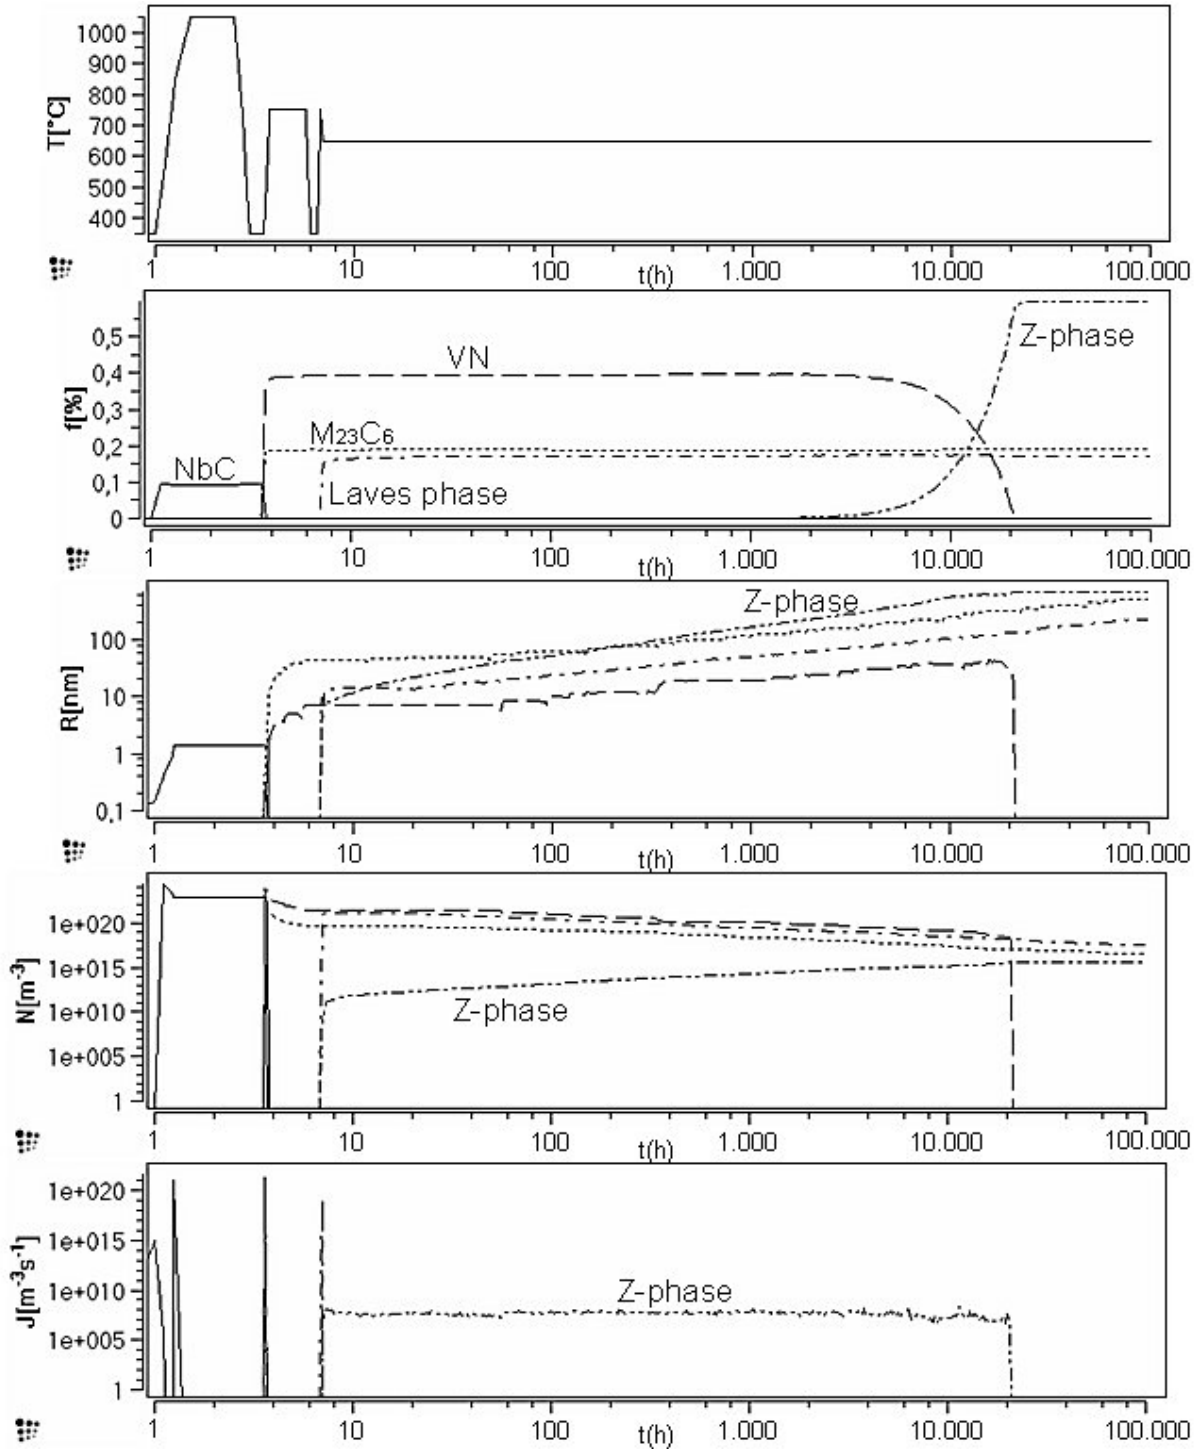 T[°C]
1000
900
800
700
600
500
400
1 10 100 1.000 10.000 100.000
t(h)
f[%]
0,5
0,4
0,3
0,2
0,1
0
Z-phase
VN
M23C6
NbC
Laves phase
1 10 100 1.000 10.000 100.000
t(h)
R[nm]
100
10
1
0,1
Z-phase
1 10 100 1.000 10.000 100.000
t(h)
N[m-3]
1e+020
1e+015
1e+010
1e+005
1
Z-phase
1 10 100 1.000 10.000 100.000
t(h)
J[m-3s-1]
1e+020
1e+015
1e+010
1e+005
1
Z-phase
1 10 100 1.000 10.000 100.000
t(h)